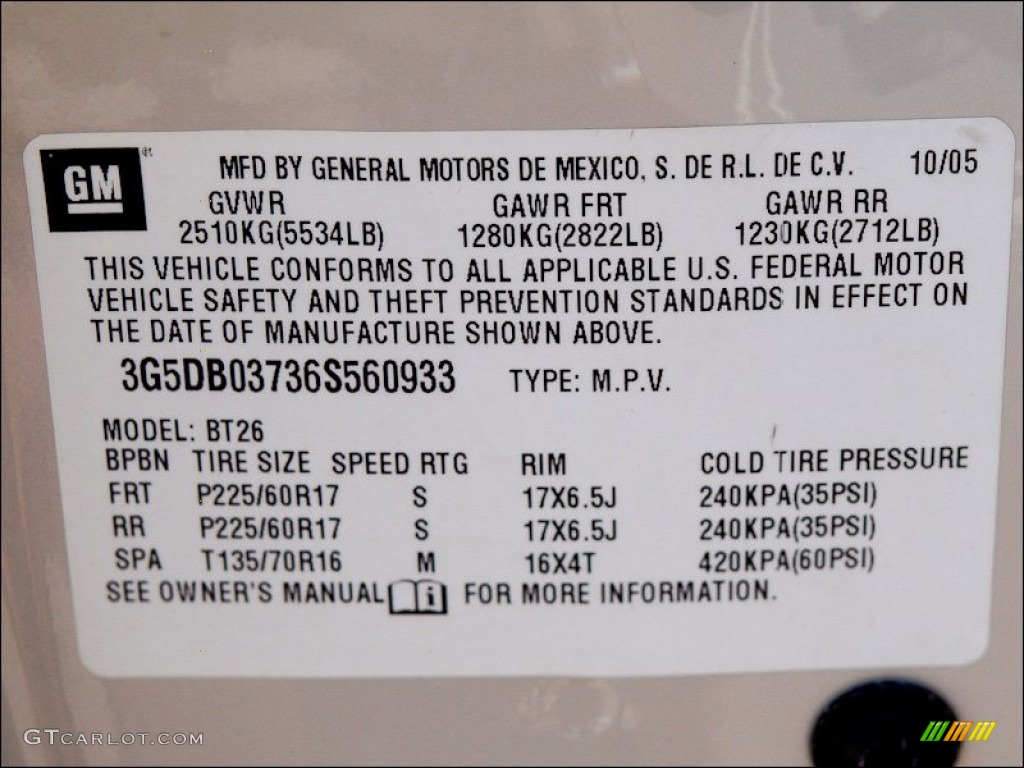 GM MFD BY GENERAL MOTORS DE MEXICO, S. DE R.L. DE C.V. 10/05
GVWR GAWR FRT GAWR RR
2510KG(5534LB) 1280KG(2822LB) 1230KG(2712LB)
THIS VEHICLE CONFORMS TO ALL APPLICABLE U.S. FEDERAL MOTOR
VEHICLE SAFETY AND THEFT PREVENTION STANDARDS IN EFFECT ON
THE DATE OF MANUFACTURE SHOWN ABOVE.
3G5DB03736S560933 TYPE: M.P.V.
MODEL: BT26
BPBN TIRE SIZE SPEED RTG RIM COLD TIRE PRESSURE
FRT P225/60R17 S 17X6.5J 240KPA(35PSI)
RR P225/60R17 S 17X6.5J 240KPA(35PSI)
SPA T135/70R16 M 16X4T 420KPA(60PSI)
SEE OWNER'S MANUAL i FOR MORE INFORMATION.
GTCARLOT.COM